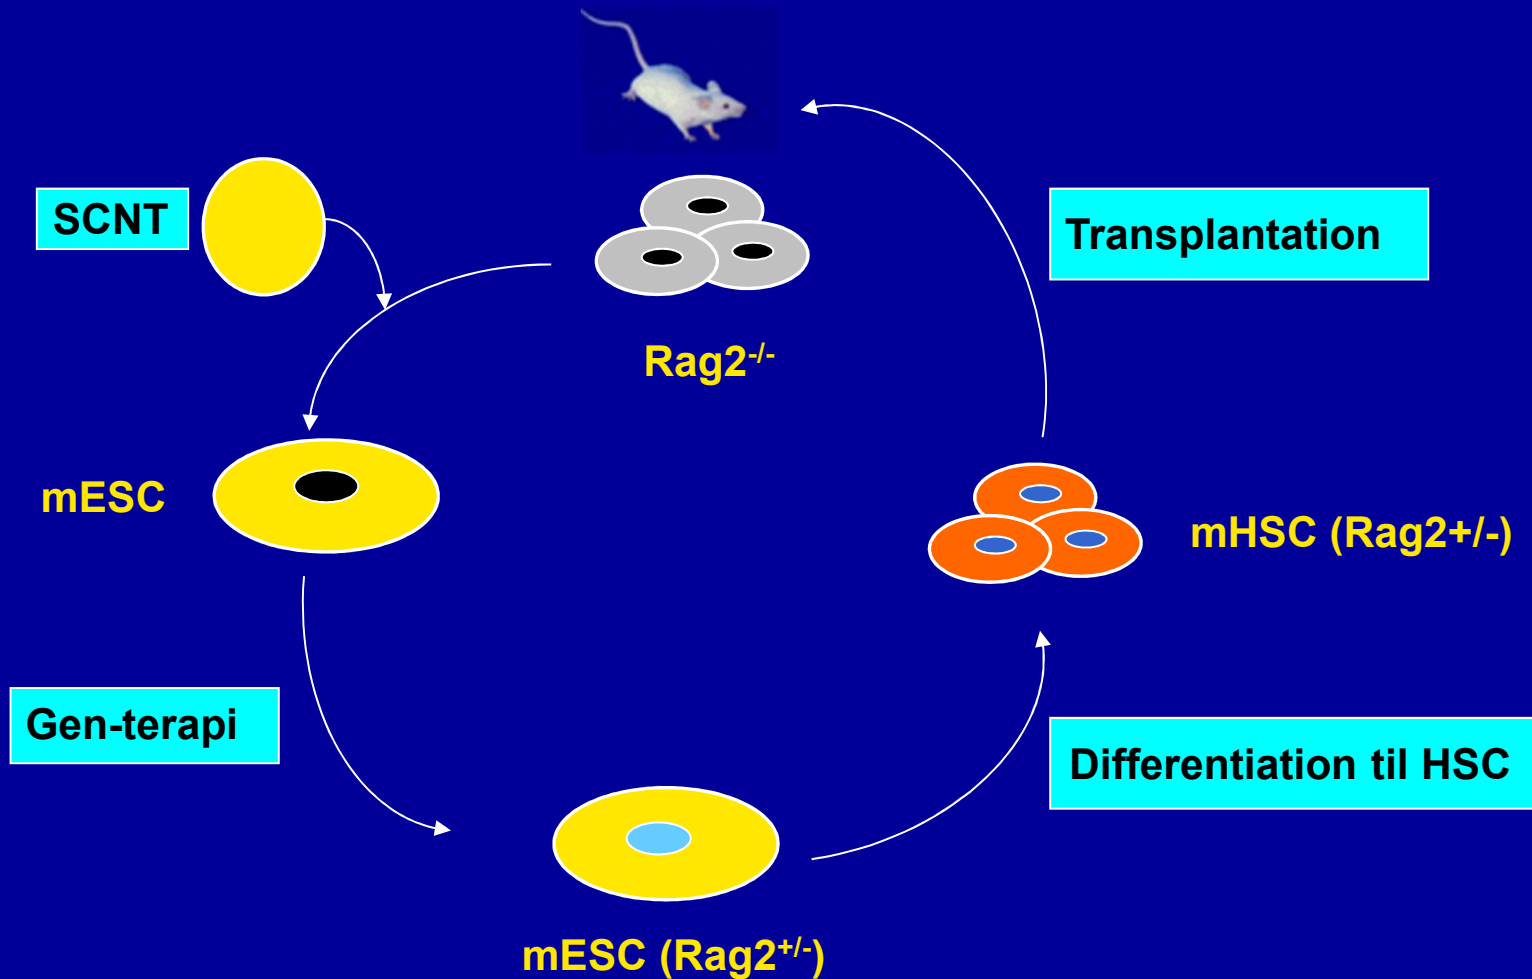 SCNT
Transplantation
Rag2-/-
mESC
mHSC (Rag2+/-)
Gen-terapi
Differentiation til HSC
mESC (Rag2+/-)